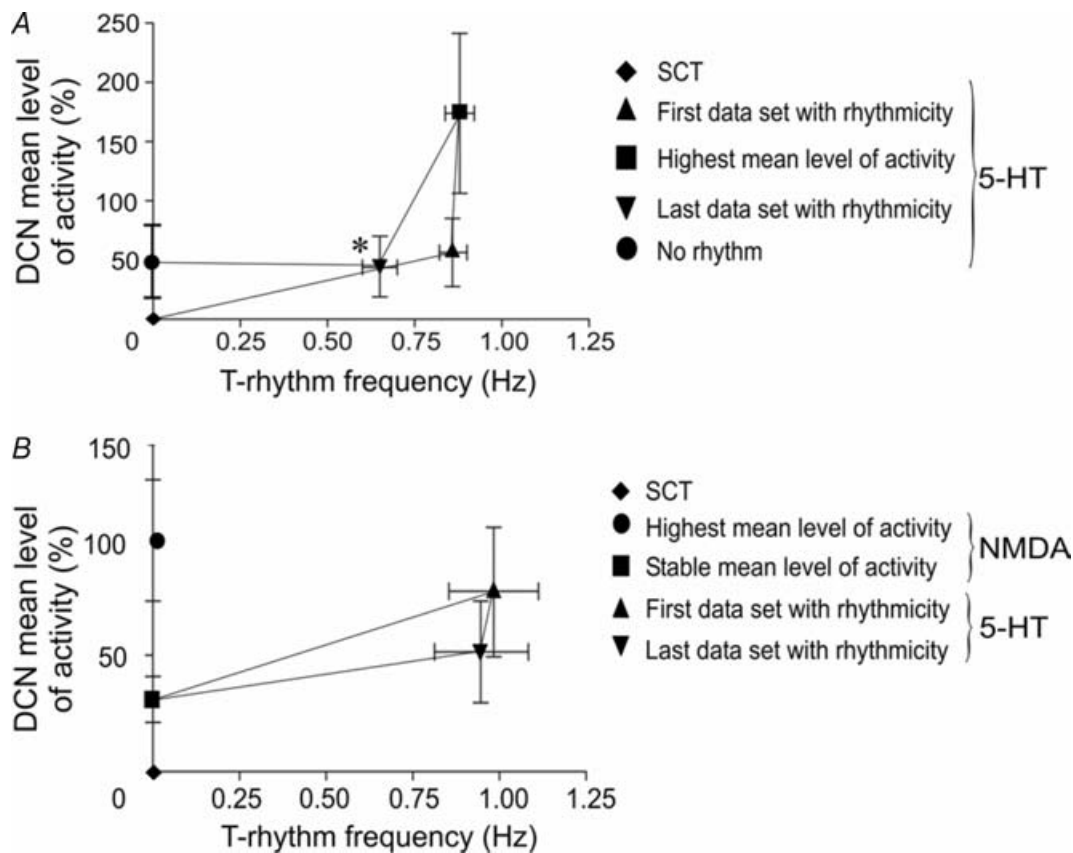 A
DCN mean level
of activity (%)
250
200
150
100
50
0
*
0.25
0.50
0.75
1.00
1.25
T-rhythm frequency (Hz)
SCT
First data set with rhythmicity
Highest mean level of activity
Last data set with rhythmicity
No rhythm
5-HT
B
DCN mean level
of activity (%)
150
100
50
0
0.25
0.50
0.75
1.00
1.25
T-rhythm frequency (Hz)
SCT
Highest mean level of activity
Stable mean level of activity
NMDA
First data set with rhythmicity
Last data set with rhythmicity
5-HT